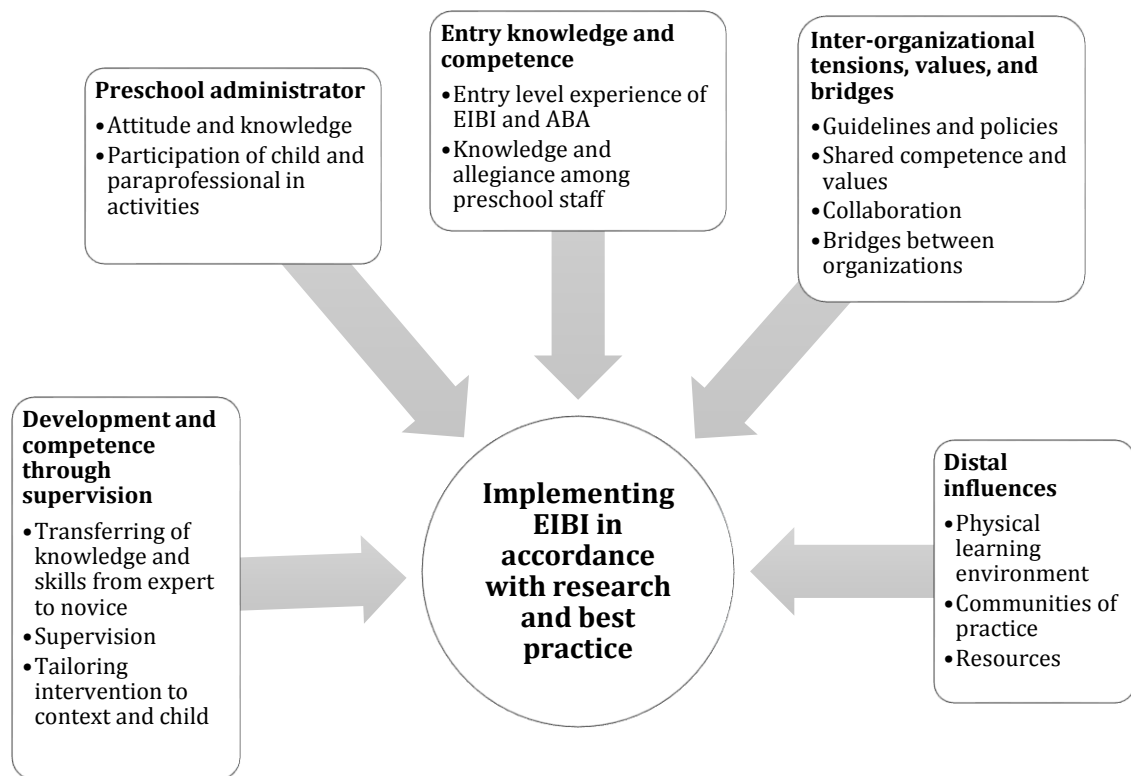 Preschool administrator
•Attitude and knowledge
•Participation of child and
paraprofessional in
activities
Entry knowledge and
competence
•Entry level experience of
EIBI and ABA
•Knowledge and
allegiance among
preschool staff
Inter-organizational
tensions, values, and
bridges
•Guidelines and policies
•Shared competence and
values
•Collaboration
•Bridges between
organizations
Development and
competence
through
supervision
•Transferring of
knowledge and
skills from expert
to novice
•Supervision
•Tailoring
intervention to
context and child
Implementing
EIBI in
accordance
with research
and best
practice
Distal
influences
•Physical
learning
environment
•Communities of
practice
•Resources